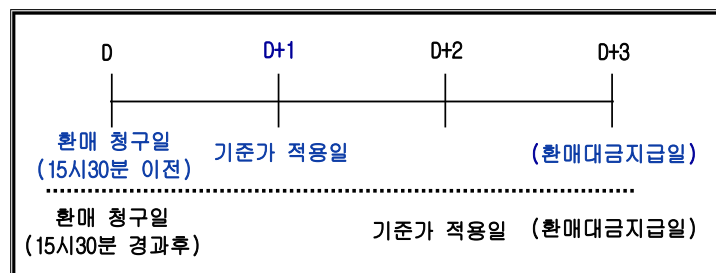 D D+1 D+2 D+3
환매 청구일
(15시30분 이전) 기준가 적용일 (환매대금지급일)
환매 청구일
(15시30분 경과후) 기준가 적용일 (환매대금지급일)